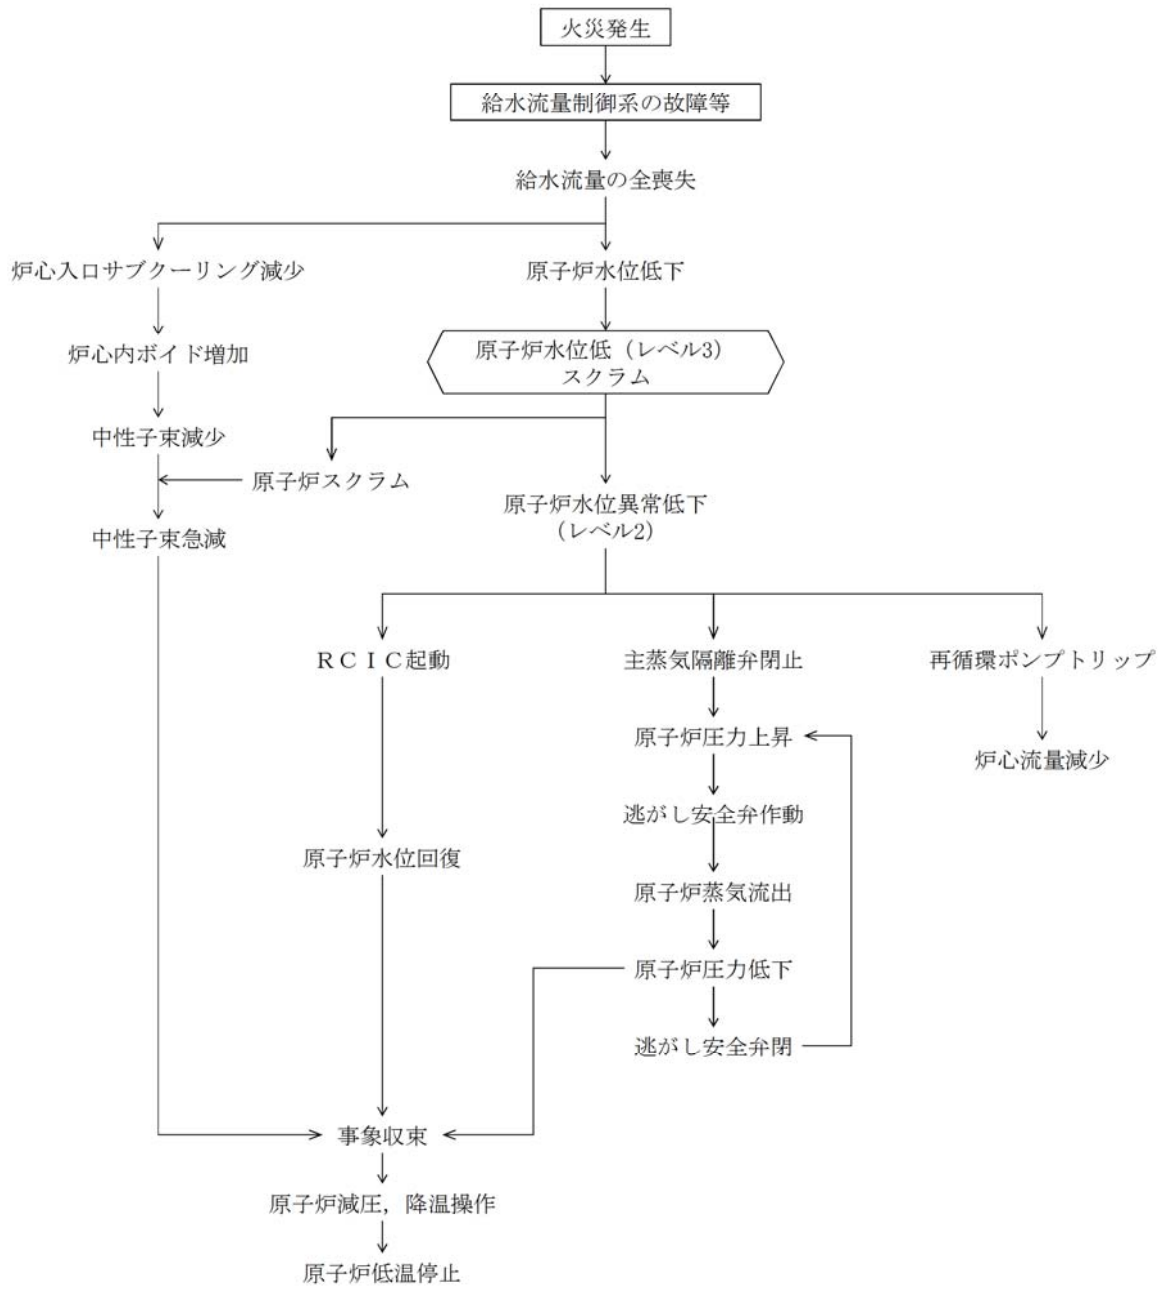 火災発生
給水流量制御系の故障等
給水流量の全喪失
炉心入口サブクーリング減少
原子炉水位低下
炉心内ボイド増加
原子炉水位低（レベル3）
スクラム
中性子束減少
原子炉スクラム
原子炉水位異常低下
（レベル2）
中性子束急減
ＲＣＩＣ起動
主蒸気隔離弁閉止
再循環ポンプトリップ
原子炉圧力上昇
炉心流量減少
逃がし安全弁作動
原子炉水位回復
原子炉蒸気流出
原子炉圧力低下
逃がし安全弁閉
事象収束
原子炉減圧，降温操作
原子炉低温停止